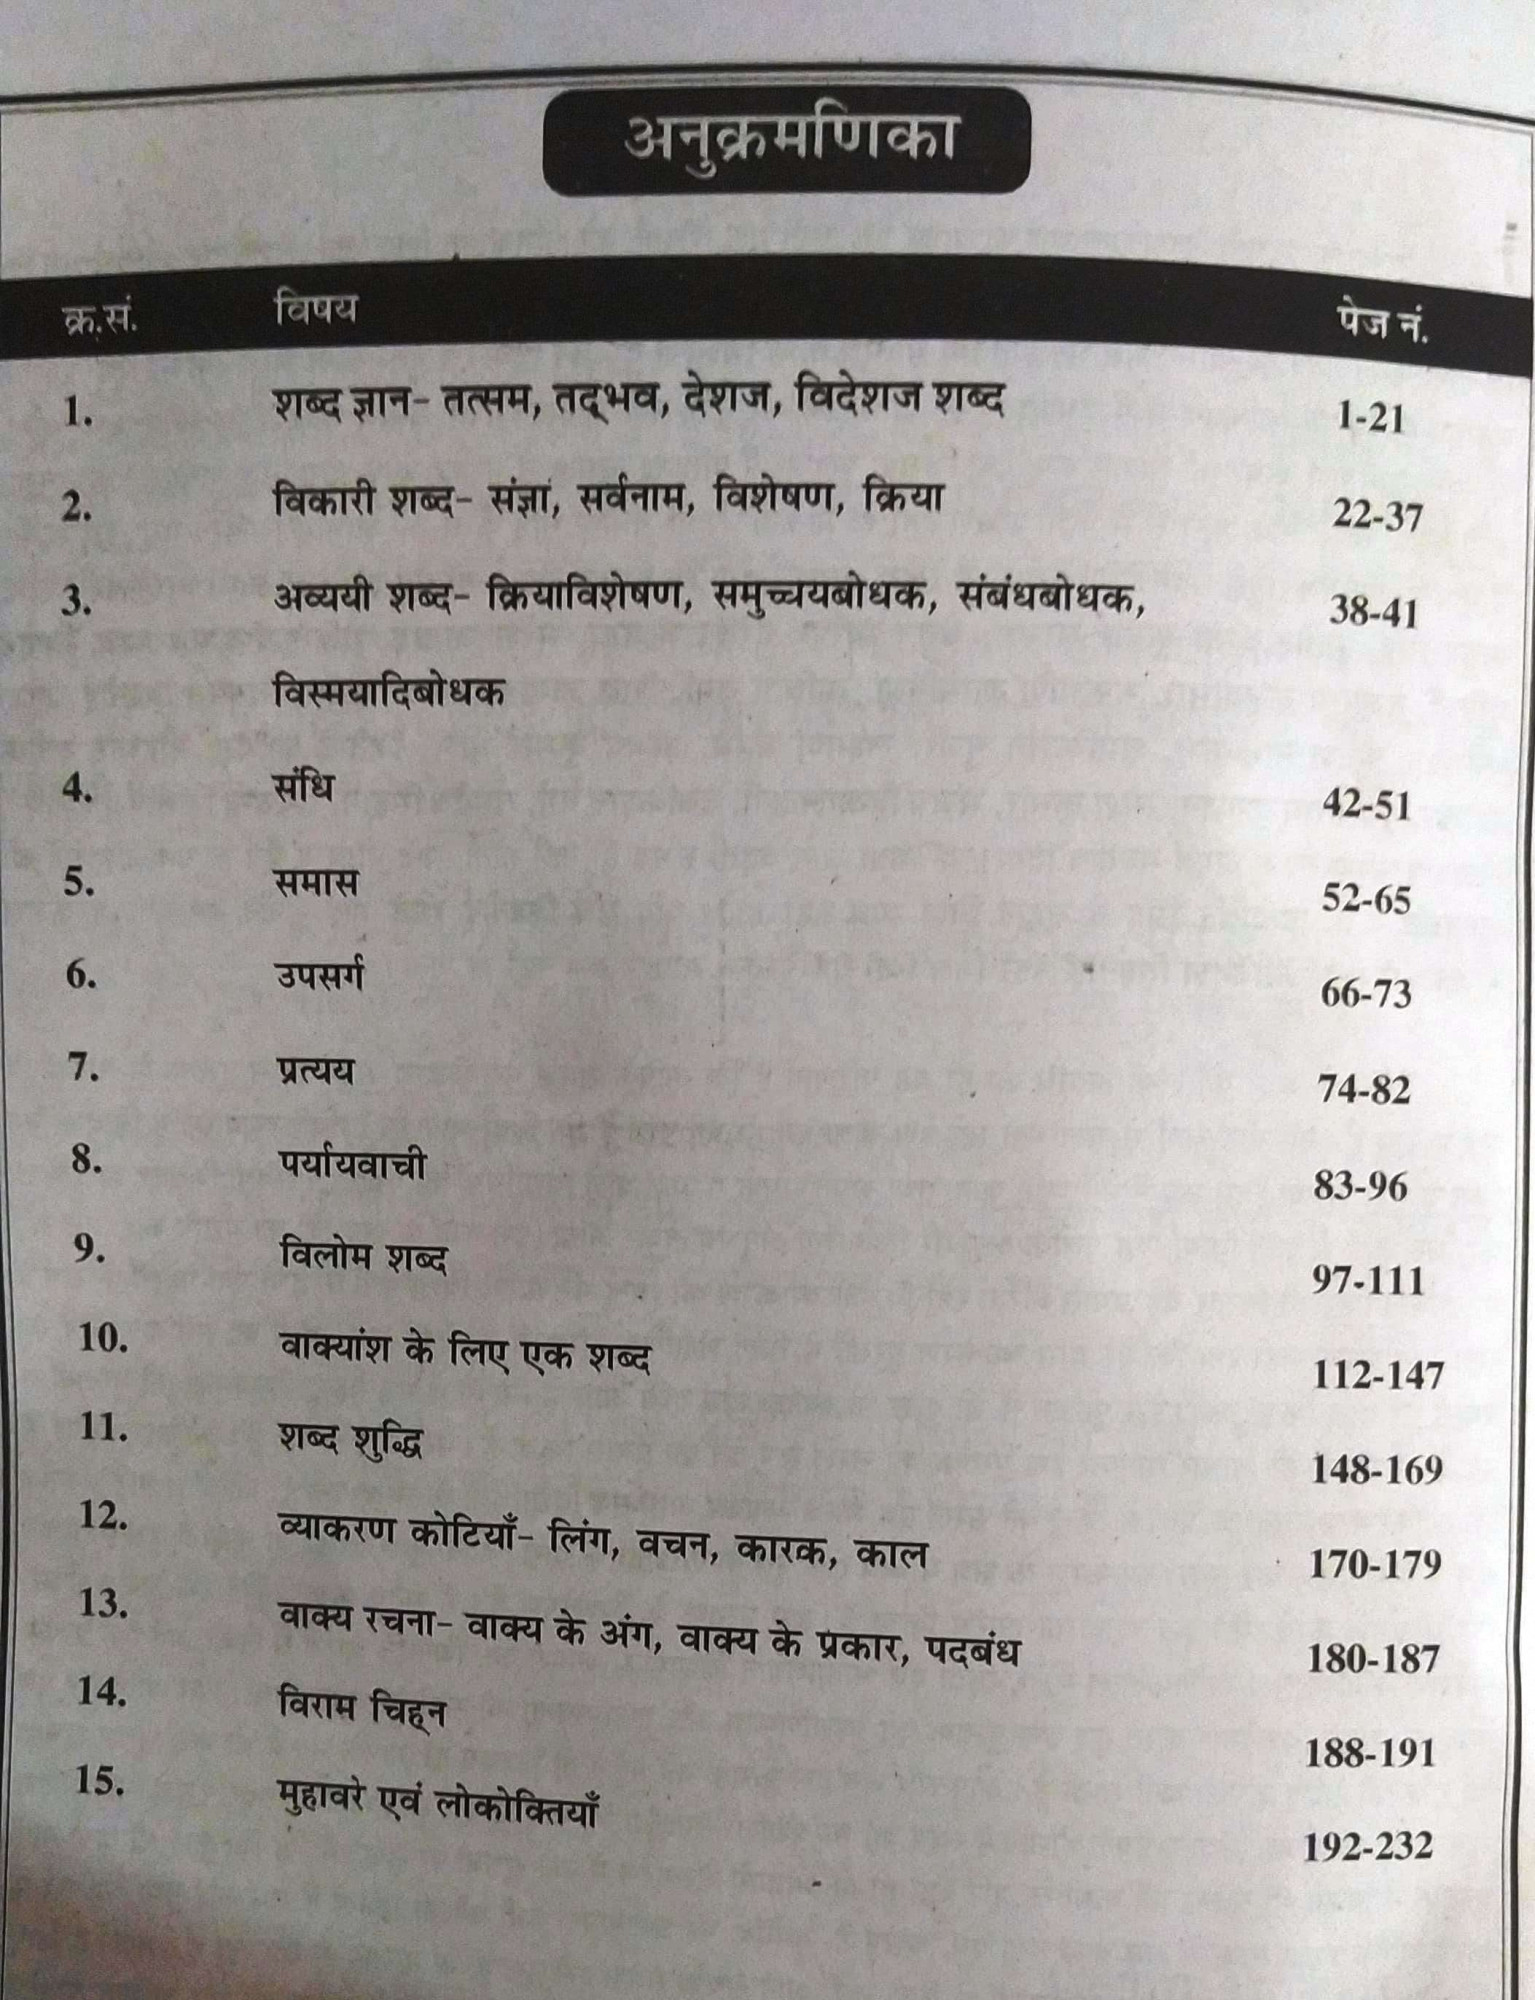 अनुक्रमणिका
क्र.सं. विषय पेज नं.
1. शब्द ज्ञान- तत्सम, तद्‌भव, देशज, विदेशज शब्द 1-21
2. विकारी शब्द- संज्ञा, सर्वनाम, विशेषण, क्रिया 22-37
3. अव्ययी शब्द- क्रियाविशेषण, समुच्चयबोधक, संबंधबोधक, 38-41
विस्मयादिबोधक
4. संधि 42-51
5. समास 52-65
6. उपसर्ग 66-73
7. प्रत्यय 74-82
8. पर्यायवाची 83-96
9. विलोम शब्द 97-111
10. वाक्यांश के लिए एक शब्द 112-147
11. शब्द शुद्धि 148-169
12. व्याकरण कोटियाँ- लिंग, वचन, कारक, काल 170-179
13. वाक्य रचना- वाक्य के अंग, वाक्य के प्रकार, पदबंध 180-187
14. विराम चिह्‌न 188-191
15. मुहावरे एवं लोकोक्तियाँ 192-232